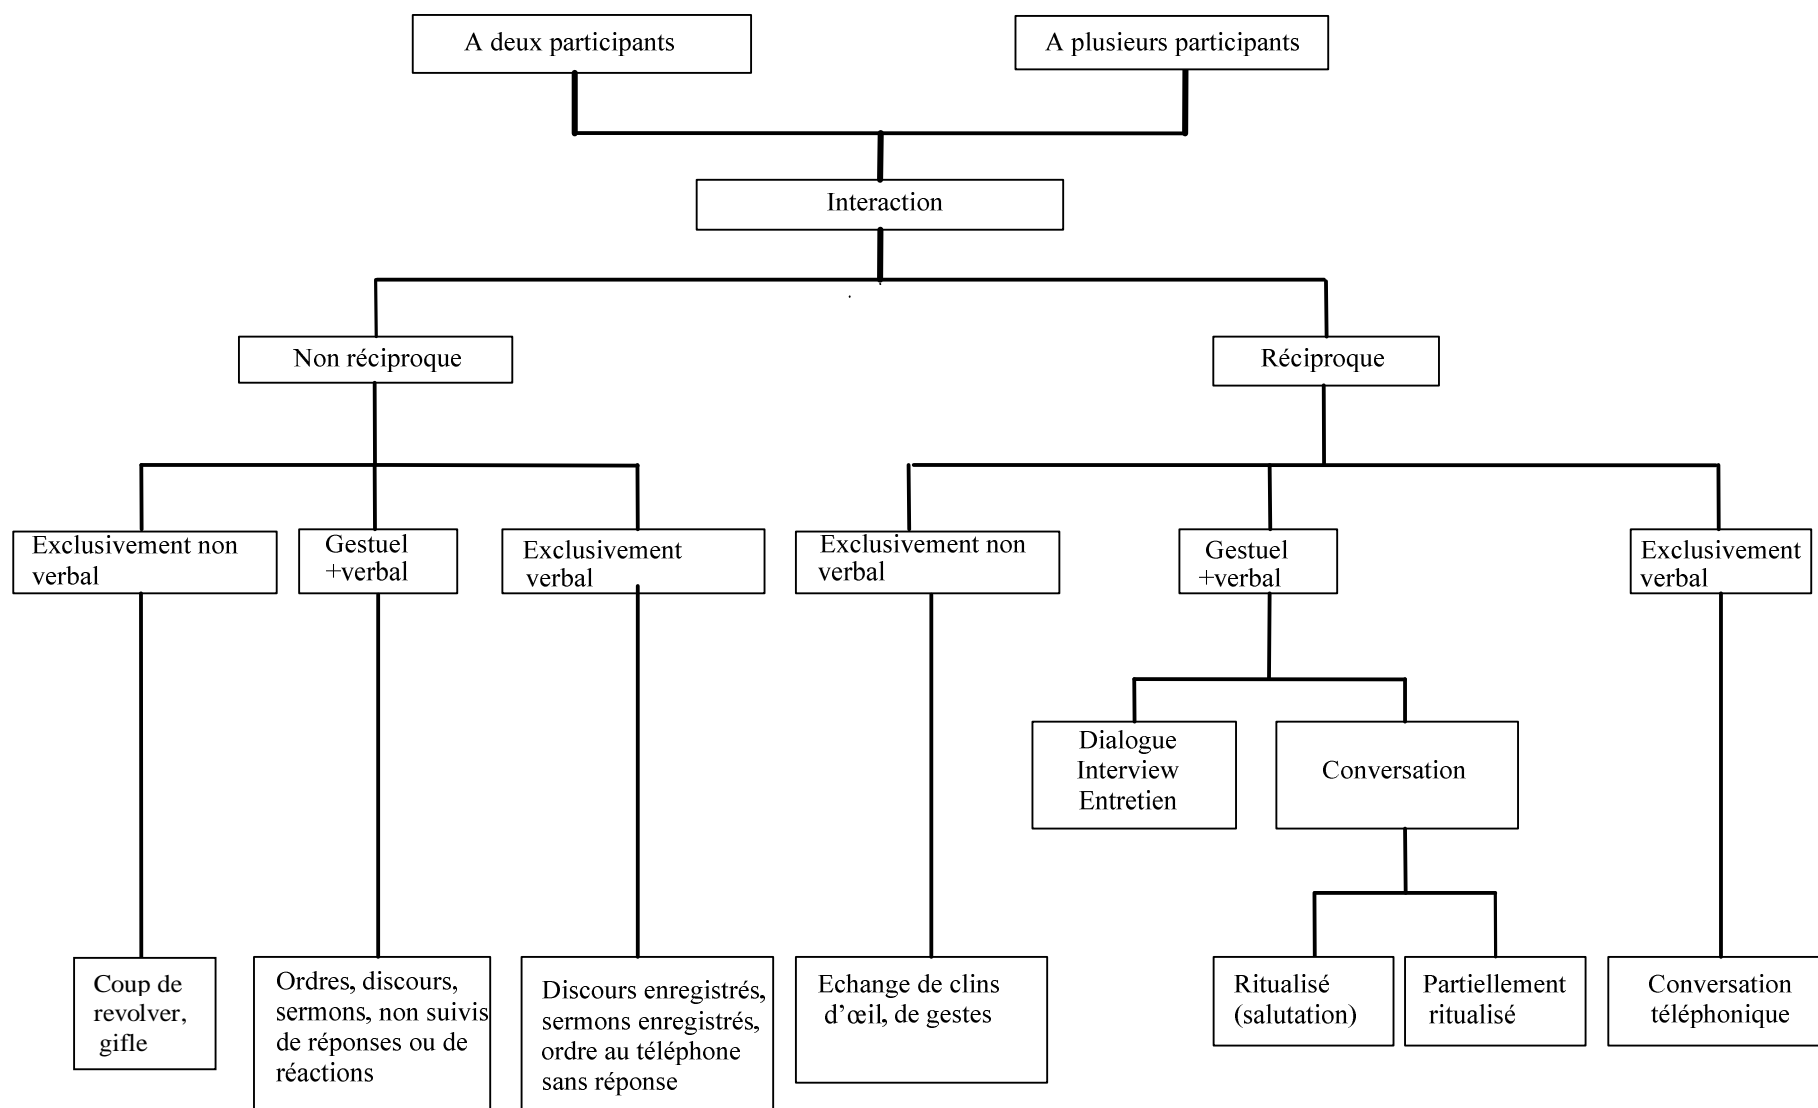 A deux participants
A plusieurs participants
Interaction
Non réciproque
Réciproque
Exclusivement non
verbal
Gestuel
+verbal
Exclusivement
verbal
Exclusivement non
verbal
Gestuel
+verbal
Exclusivement
verbal
Dialogue
Interview
Entretien
Conversation
Coup de
revolver,
gifle
Ordres, discours,
sermons, non suivis
de réponses ou de
réactions
Discours enregistrés,
sermons enregistrés,
ordre au téléphone
sans réponse
Echange de clins
d’œil, de gestes
Ritualisé
(salutation)
Partiellement
ritualisé
Conversation
téléphonique